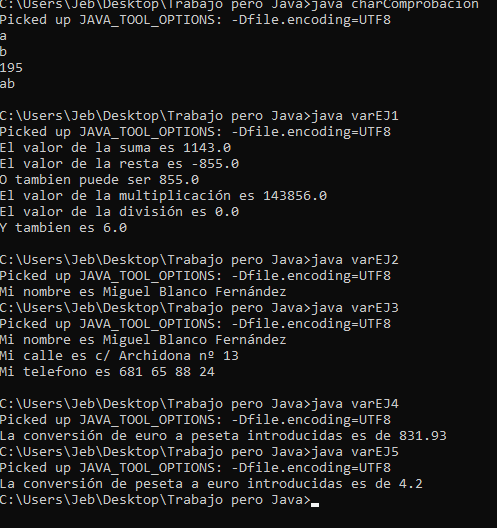 C:\Users\Jeb\Desktop\Trabajo pero Java>java charComprobacion
Picked up JAVA_TOOL_OPTIONS: -Dfile.encoding=UTF8
a
b
195
ab
C:\Users\Jeb\Desktop\Trabajo pero Java>java varEJ1
Picked up JAVA_TOOL_OPTIONS: -Dfile.encoding=UTF8
El valor de la suma es 1143.0
El valor de la resta es -855.0
O tambien puede ser 855.0
El valor de la multiplicación es 143856.0
El valor de la división es 0.0
Y tambien es 6.0
C:\Users\Jeb\Desktop\Trabajo pero Java>java varEJ2
Picked up JAVA_TOOL_OPTIONS: -Dfile.encoding=UTF8
Mi nombre es Miguel Blanco Fernández
C:\Users\Jeb\Desktop\Trabajo pero Java>java varEJ3
Picked up JAVA_TOOL_OPTIONS: -Dfile.encoding=UTF8
Mi nombre es Miguel Blanco Fernández
Mi calle es c/ Archidona nº 13
Mi telefono es 681 65 88 24
C:\Users\Jeb\Desktop\Trabajo pero Java>java varEJ4
Picked up JAVA_TOOL_OPTIONS: -Dfile.encoding=UTF8
La conversión de euro a peseta introducidas es de 831.93
C:\Users\Jeb\Desktop\Trabajo pero Java>java varEJ5
Picked up JAVA_TOOL_OPTIONS: -Dfile.encoding=UTF8
La conversión de peseta a euro introducidas es de 4.2
C:\Users\Jeb\Desktop\Trabajo pero Java>